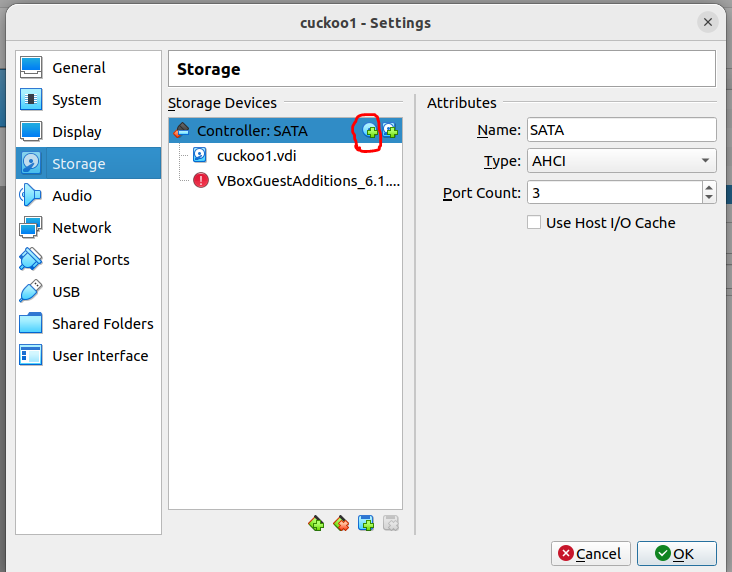 cuckoo1 - Settings
General
System
Display
Storage
Audio
Network
Serial Ports
USB
Shared Folders
User Interface
Storage
Storage Devices
Controller: SATA
cuckoo1.vdi
VBoxGuestAdditions_6.1....
Attributes
Name: SATA
Type: AHCI
Port Count: 3
Use Host I/O Cache
Cancel
OK